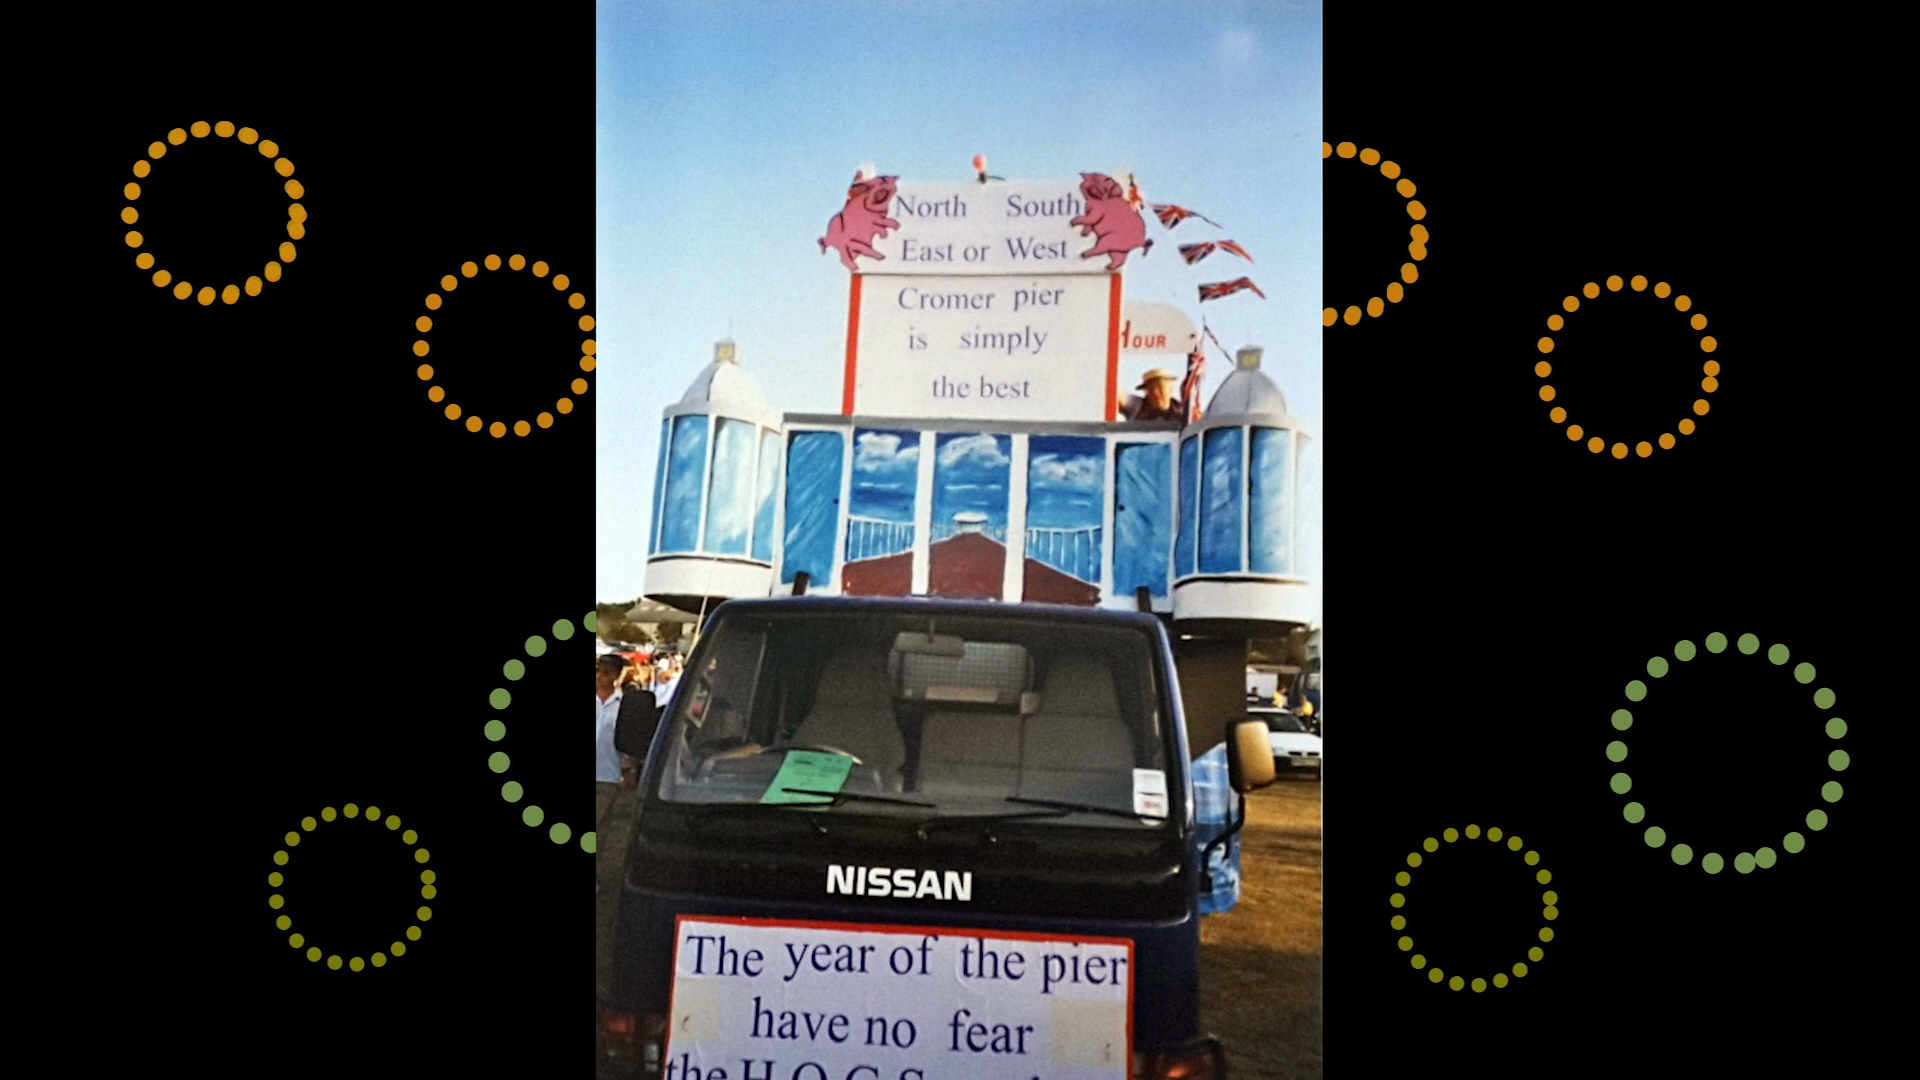 North South
East or West
Cromer pier
is simply
the best
HOUR
NISSAN
The year of the pier
have no fear
the H.O.G.S